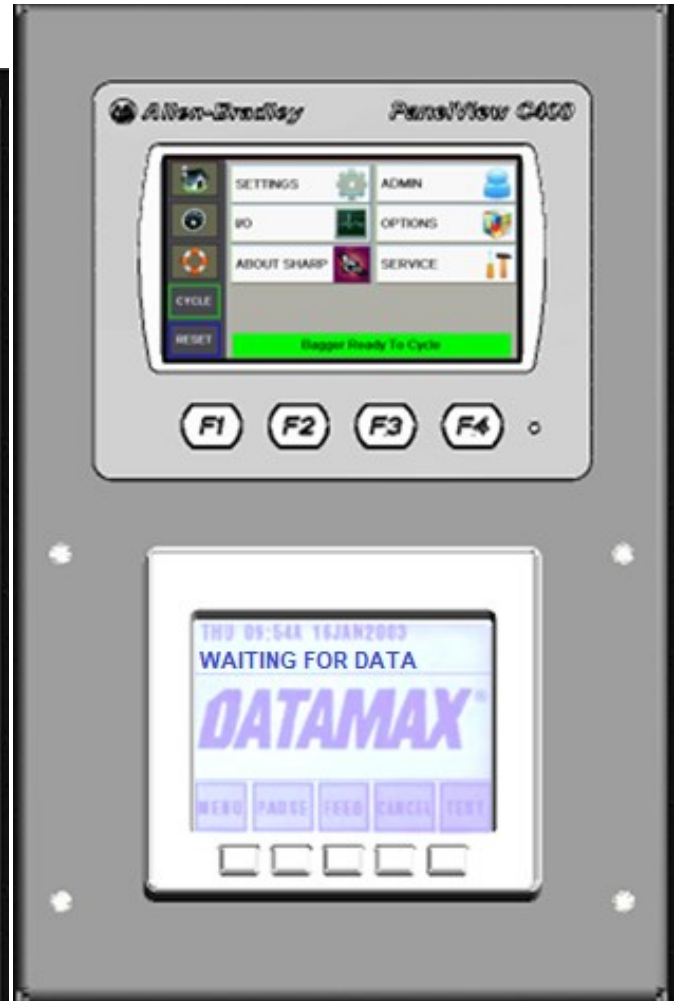 Allen-Bradley PanelView C400
SETTINGS ADMIN
I/O OPTIONS
ABOUT SHARP SERVICE
CYCLE
RESET Bagger Ready To Cycle
F1 F2 F3 F4
THU 09:54A 16JAN2003
WAITING FOR DATA
DATAMAX®
MENU PAUSE FEED CANCEL TEST